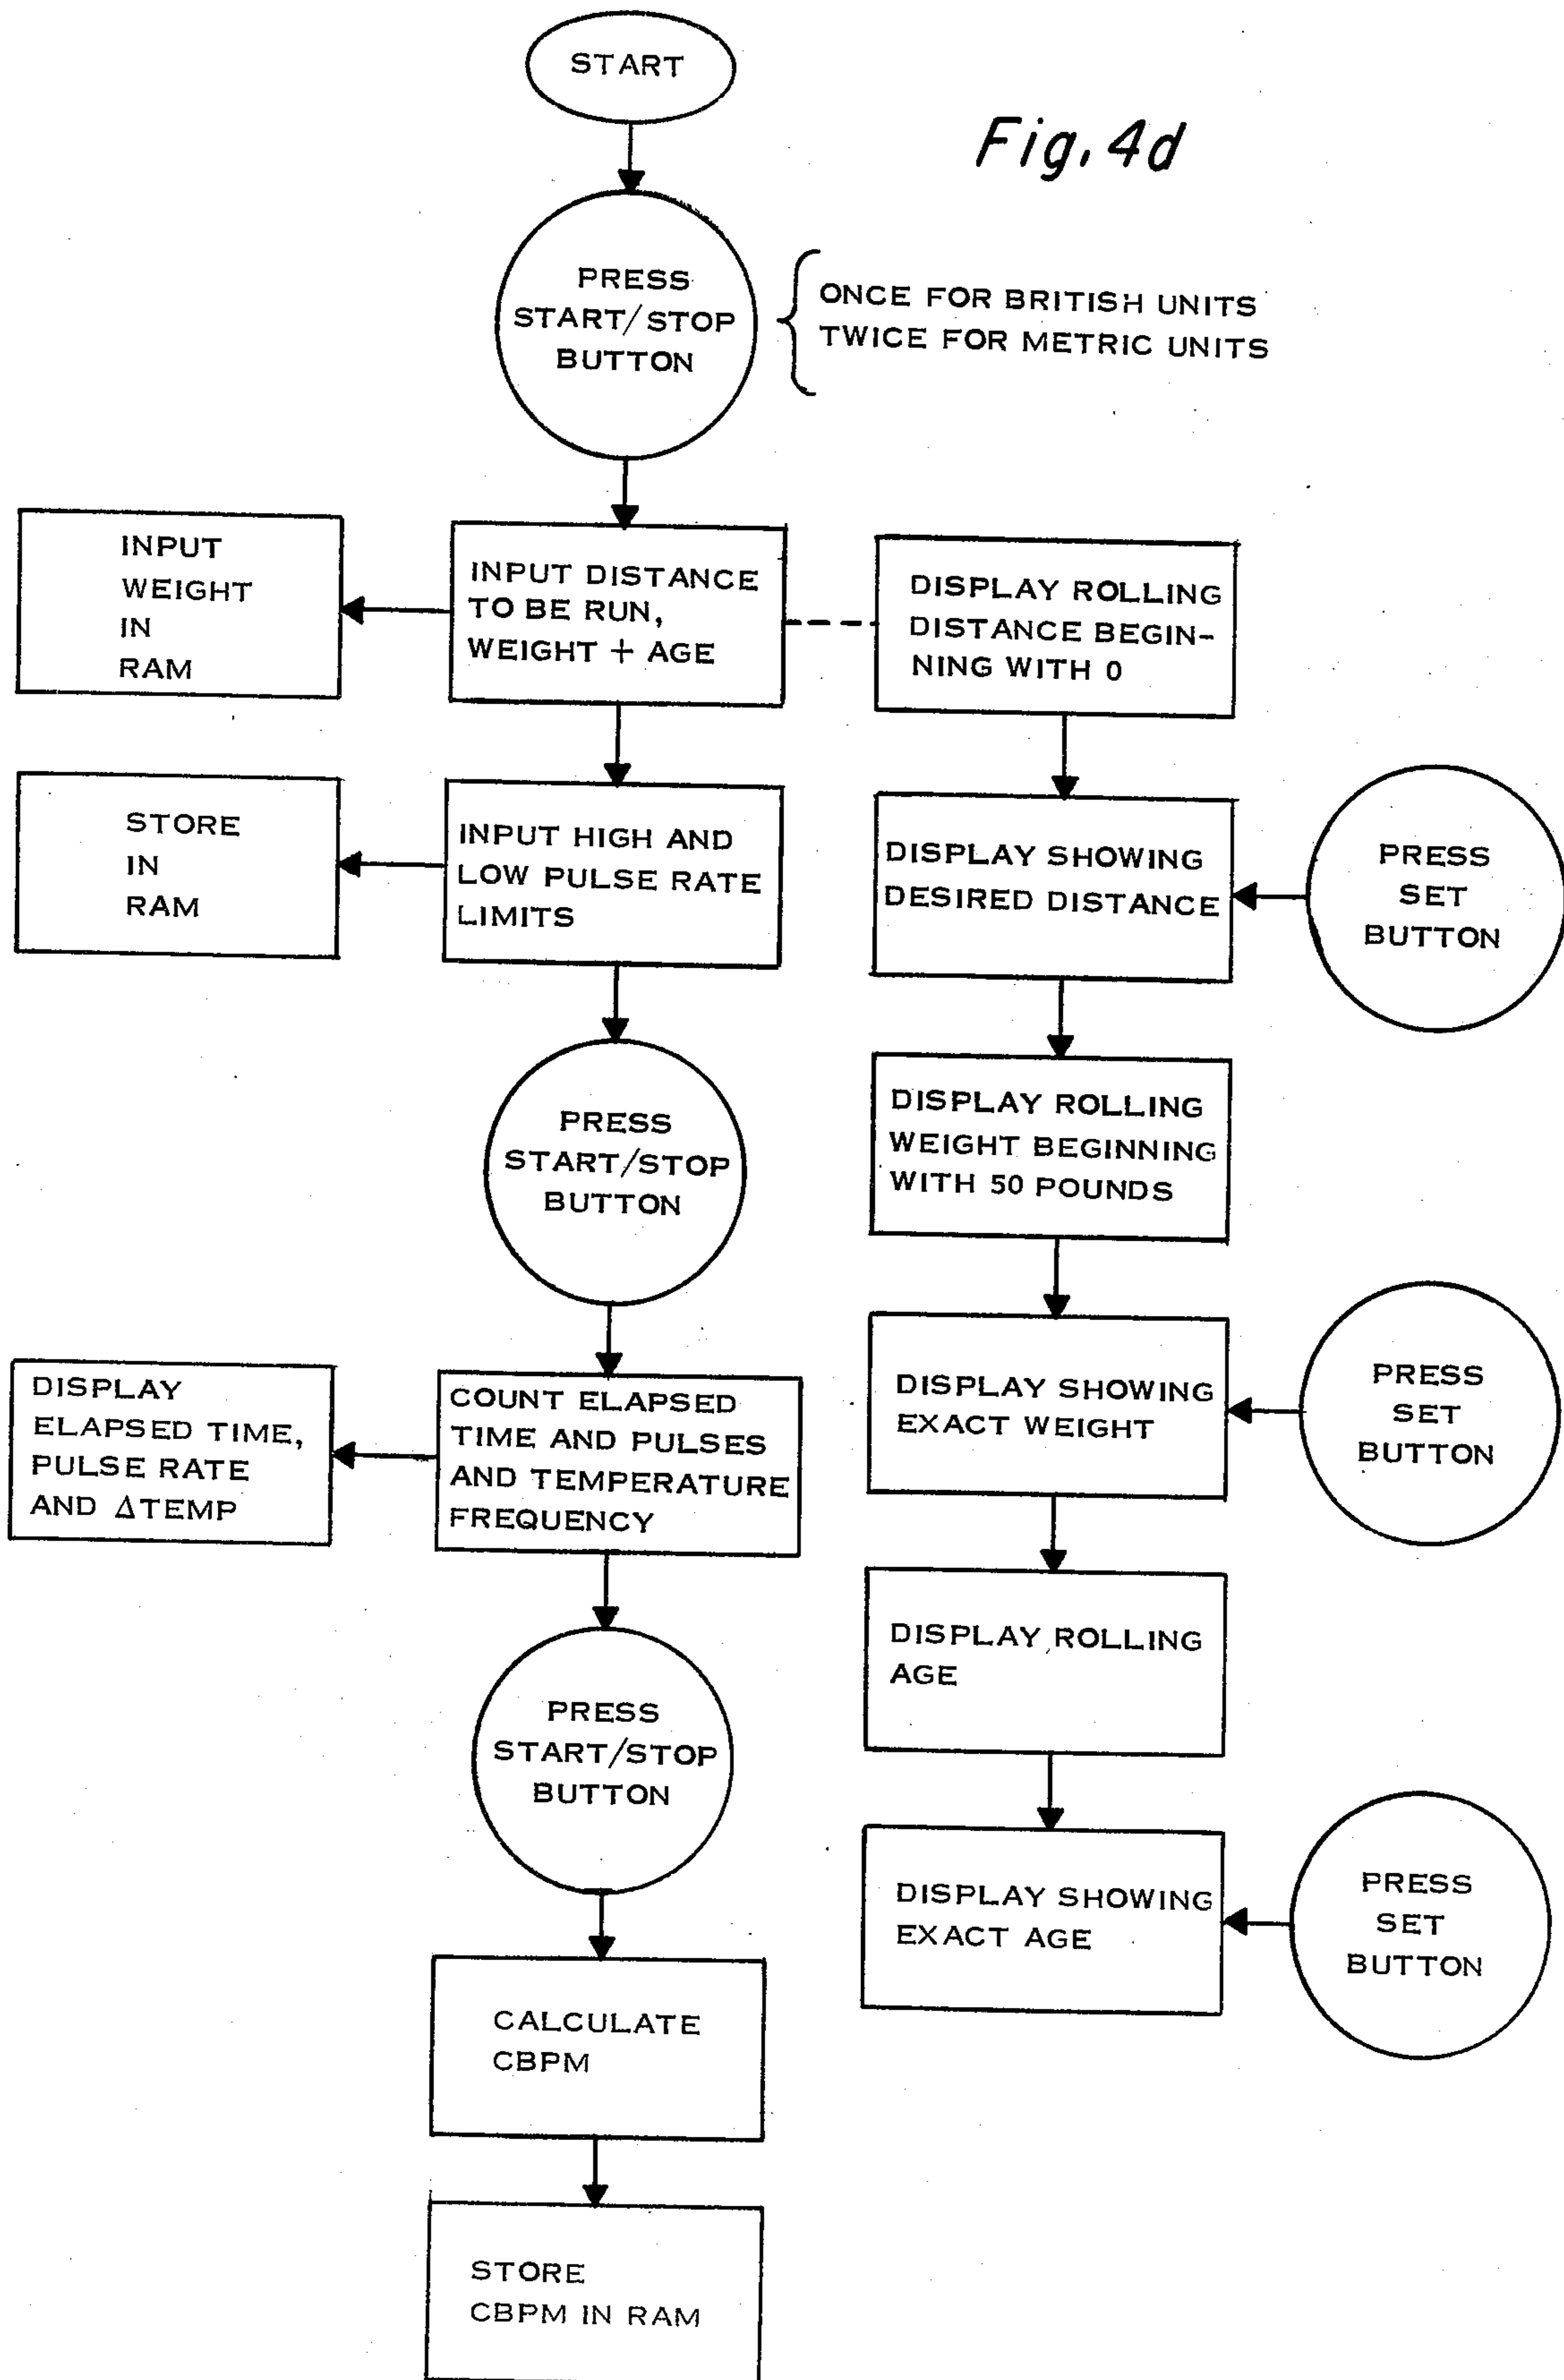 START
Fig. 4d
PRESS
START/STOP
BUTTON
ONCE FOR BRITISH UNITS
TWICE FOR METRIC UNITS
INPUT
WEIGHT
IN
RAM
INPUT DISTANCE
TO BE RUN,
WEIGHT + AGE
DISPLAY ROLLING
DISTANCE BEGIN-
NING WITH 0
STORE
IN
RAM
INPUT HIGH AND
LOW PULSE RATE
LIMITS
DISPLAY SHOWING
DESIRED DISTANCE
PRESS
SET
BUTTON
PRESS
START/STOP
BUTTON
DISPLAY ROLLING
WEIGHT BEGINNING
WITH 50 POUNDS
DISPLAY
ELAPSED TIME,
PULSE RATE
AND ΔTEMP
COUNT ELAPSED
TIME AND PULSES
AND TEMPERATURE
FREQUENCY
DISPLAY SHOWING
EXACT WEIGHT
PRESS
SET
BUTTON
PRESS
START/STOP
BUTTON
DISPLAY ROLLING
AGE
DISPLAY SHOWING
EXACT AGE
PRESS
SET
BUTTON
CALCULATE
CBPM
STORE
CBPM IN RAM